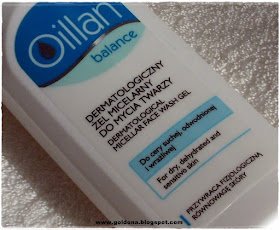 Oillan
balance
DERMATOLOGICZNY
ŻEL MICELARNY
DO MYCIA TWARZY
DERMATOLOGICAL
MICELLAR FACE WASH GEL
Do cery suchej, odwodnionej
i wrażliwej
For dry, dehydrated and
sensitive skin
PRZYWRACA FIZJOLOGICZNĄ
RÓWNOWAGĘ SKÓRY
www.goldona.blogspot.com